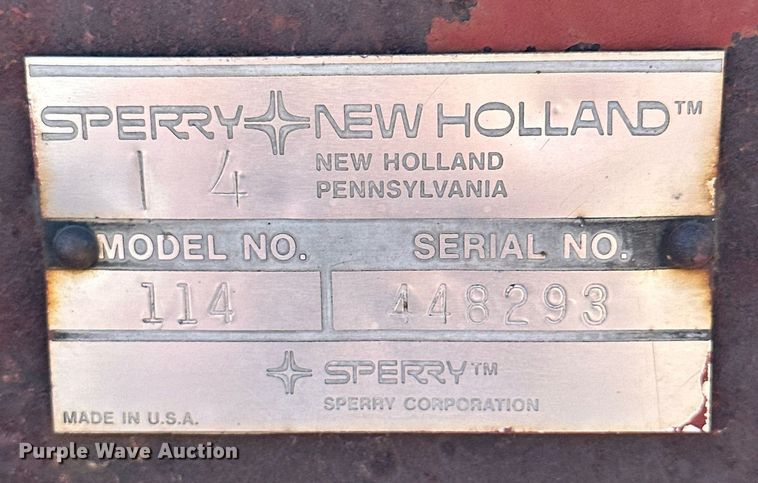 SPERRY NEW HOLLAND™
1 4 NEW HOLLAND
PENNSYLVANIA
MODEL NO. SERIAL NO.
114 448293
SPERRY™
SPERRY CORPORATION
MADE IN U.S.A.
Purple Wave Auction